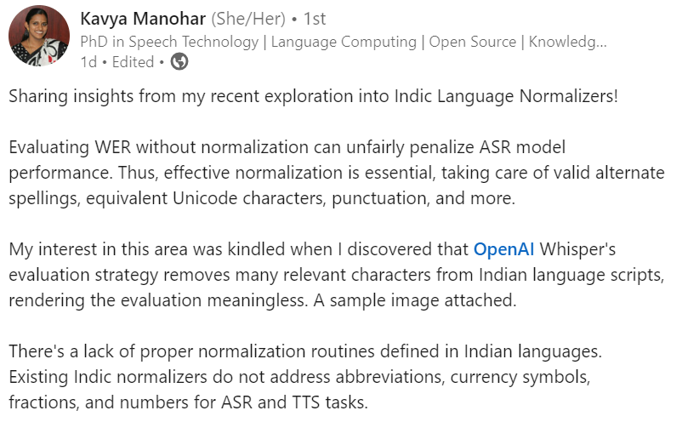 Kavya Manohar (She/Her) • 1st
PhD in Speech Technology | Language Computing | Open Source | Knowledg...
1d • Edited •
Sharing insights from my recent exploration into Indic Language Normalizers!
Evaluating WER without normalization can unfairly penalize ASR model
performance. Thus, effective normalization is essential, taking care of valid alternate
spellings, equivalent Unicode characters, punctuation, and more.
My interest in this area was kindled when I discovered that OpenAI Whisper's
evaluation strategy removes many relevant characters from Indian language scripts,
rendering the evaluation meaningless. A sample image attached.
There's a lack of proper normalization routines defined in Indian languages.
Existing Indic normalizers do not address abbreviations, currency symbols,
fractions, and numbers for ASR and TTS tasks.